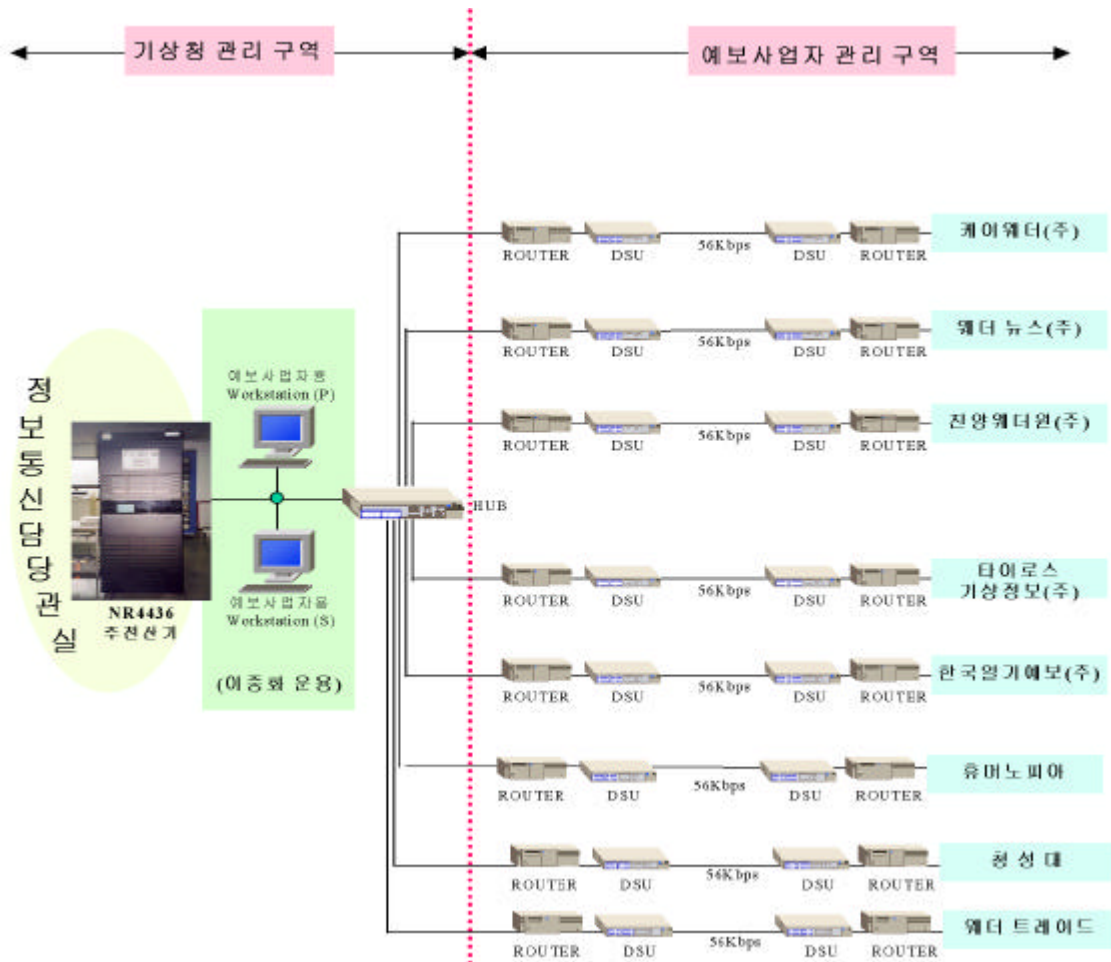 기상청 관리 구역
예보사업자 관리 구역
정보통신담당관실
NR4436
주전산기
예보사업자용
Workstation (P)
예보사업자용
Workstation (S)
(이중화 운용)
HUB
ROUTER DSU 56Kbps DSU ROUTER
케이웨더(주)
ROUTER DSU 56Kbps DSU ROUTER
웨더 뉴스(주)
ROUTER DSU 56Kbps DSU ROUTER
진양웨더원(주)
ROUTER DSU 56Kbps DSU ROUTER
타이로스
기상정보(주)
ROUTER DSU 56Kbps DSU ROUTER
한국일기예보(주)
ROUTER DSU 56Kbps DSU ROUTER
휴머노피아
ROUTER DSU 56Kbps DSU ROUTER
첨성대
ROUTER DSU 56Kbps DSU ROUTER
웨더 트레이드